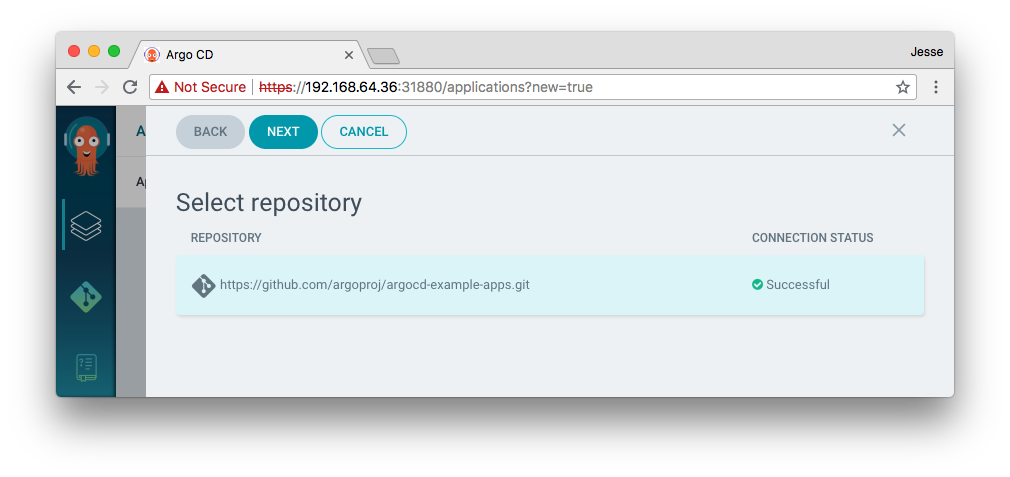 Argo CD
Jesse
Not Secure https://192.168.64.36:31880/applications?new=true
BACK NEXT CANCEL
A
Ap
Select repository
REPOSITORY CONNECTION STATUS
https://github.com/argoproj/argocd-example-apps.git Successful